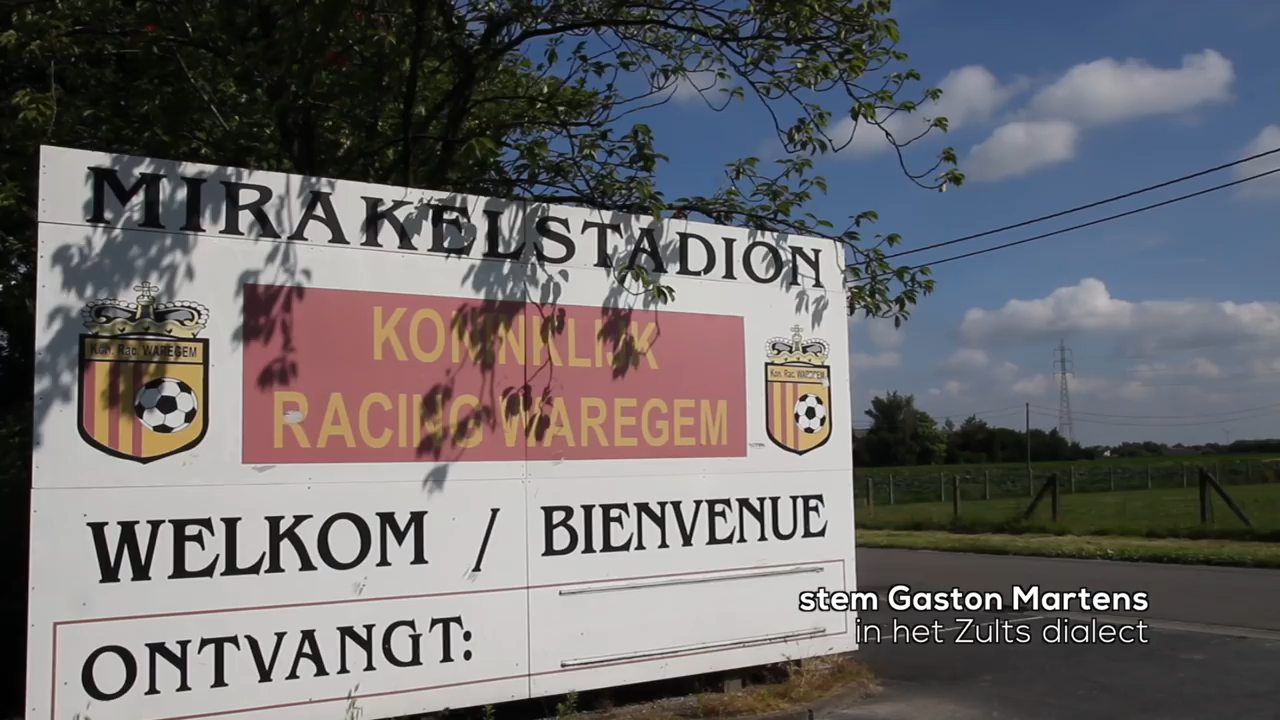 MIRAKELSTADION
Kon. Rac. WAREGEM
KONINKLIJK
RACING WAREGEM
Kon. Rac. WAREGEM
WELKOM / BIENVENUE
ONTVANGT:
stem Gaston Martens
in het Zults dialect